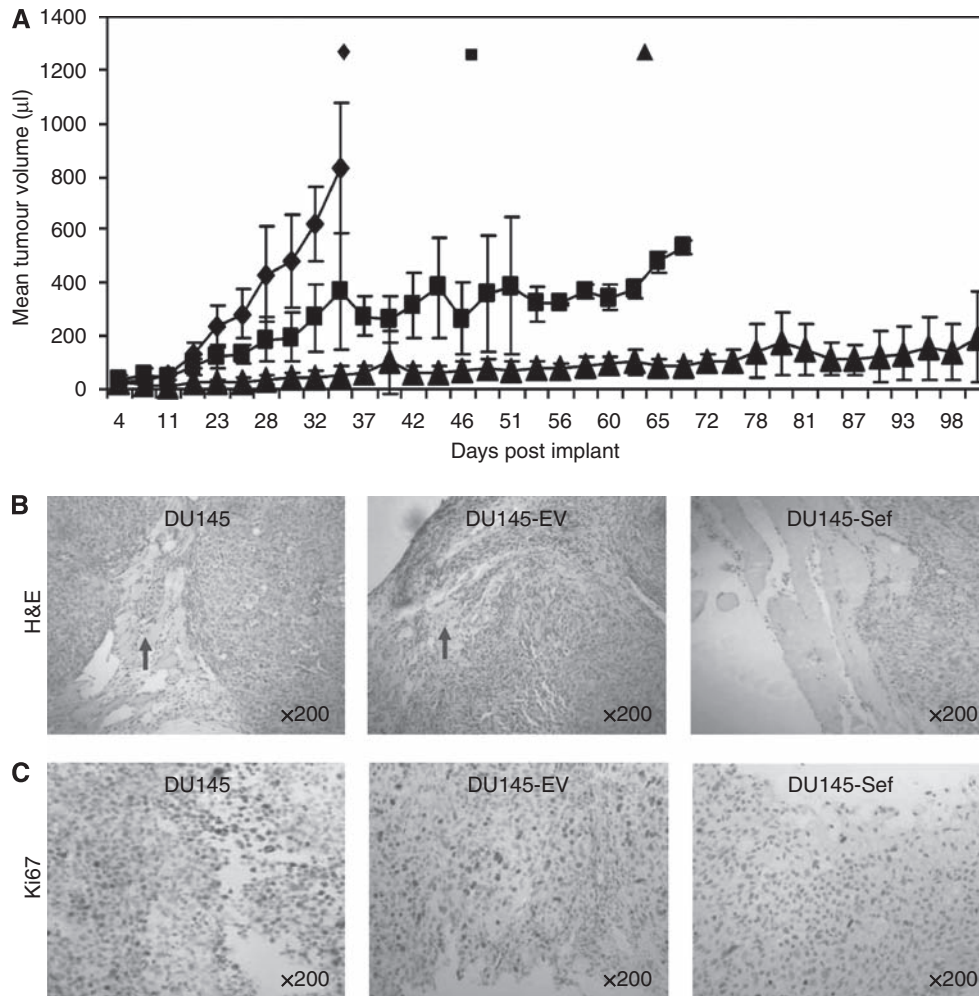 A
1400
1200
1000
800
600
400
200
0
Mean tumour volume (µl)
4 11 23 28 32 37 42 46 51 56 60 65 72 79 87 93 98
Days post implant
B
H&E
DU145
×200
DU145-EV
×200
DU145-Sef
×200
C
Ki67
DU145
×200
DU145-EV
×200
DU145-Sef
×200